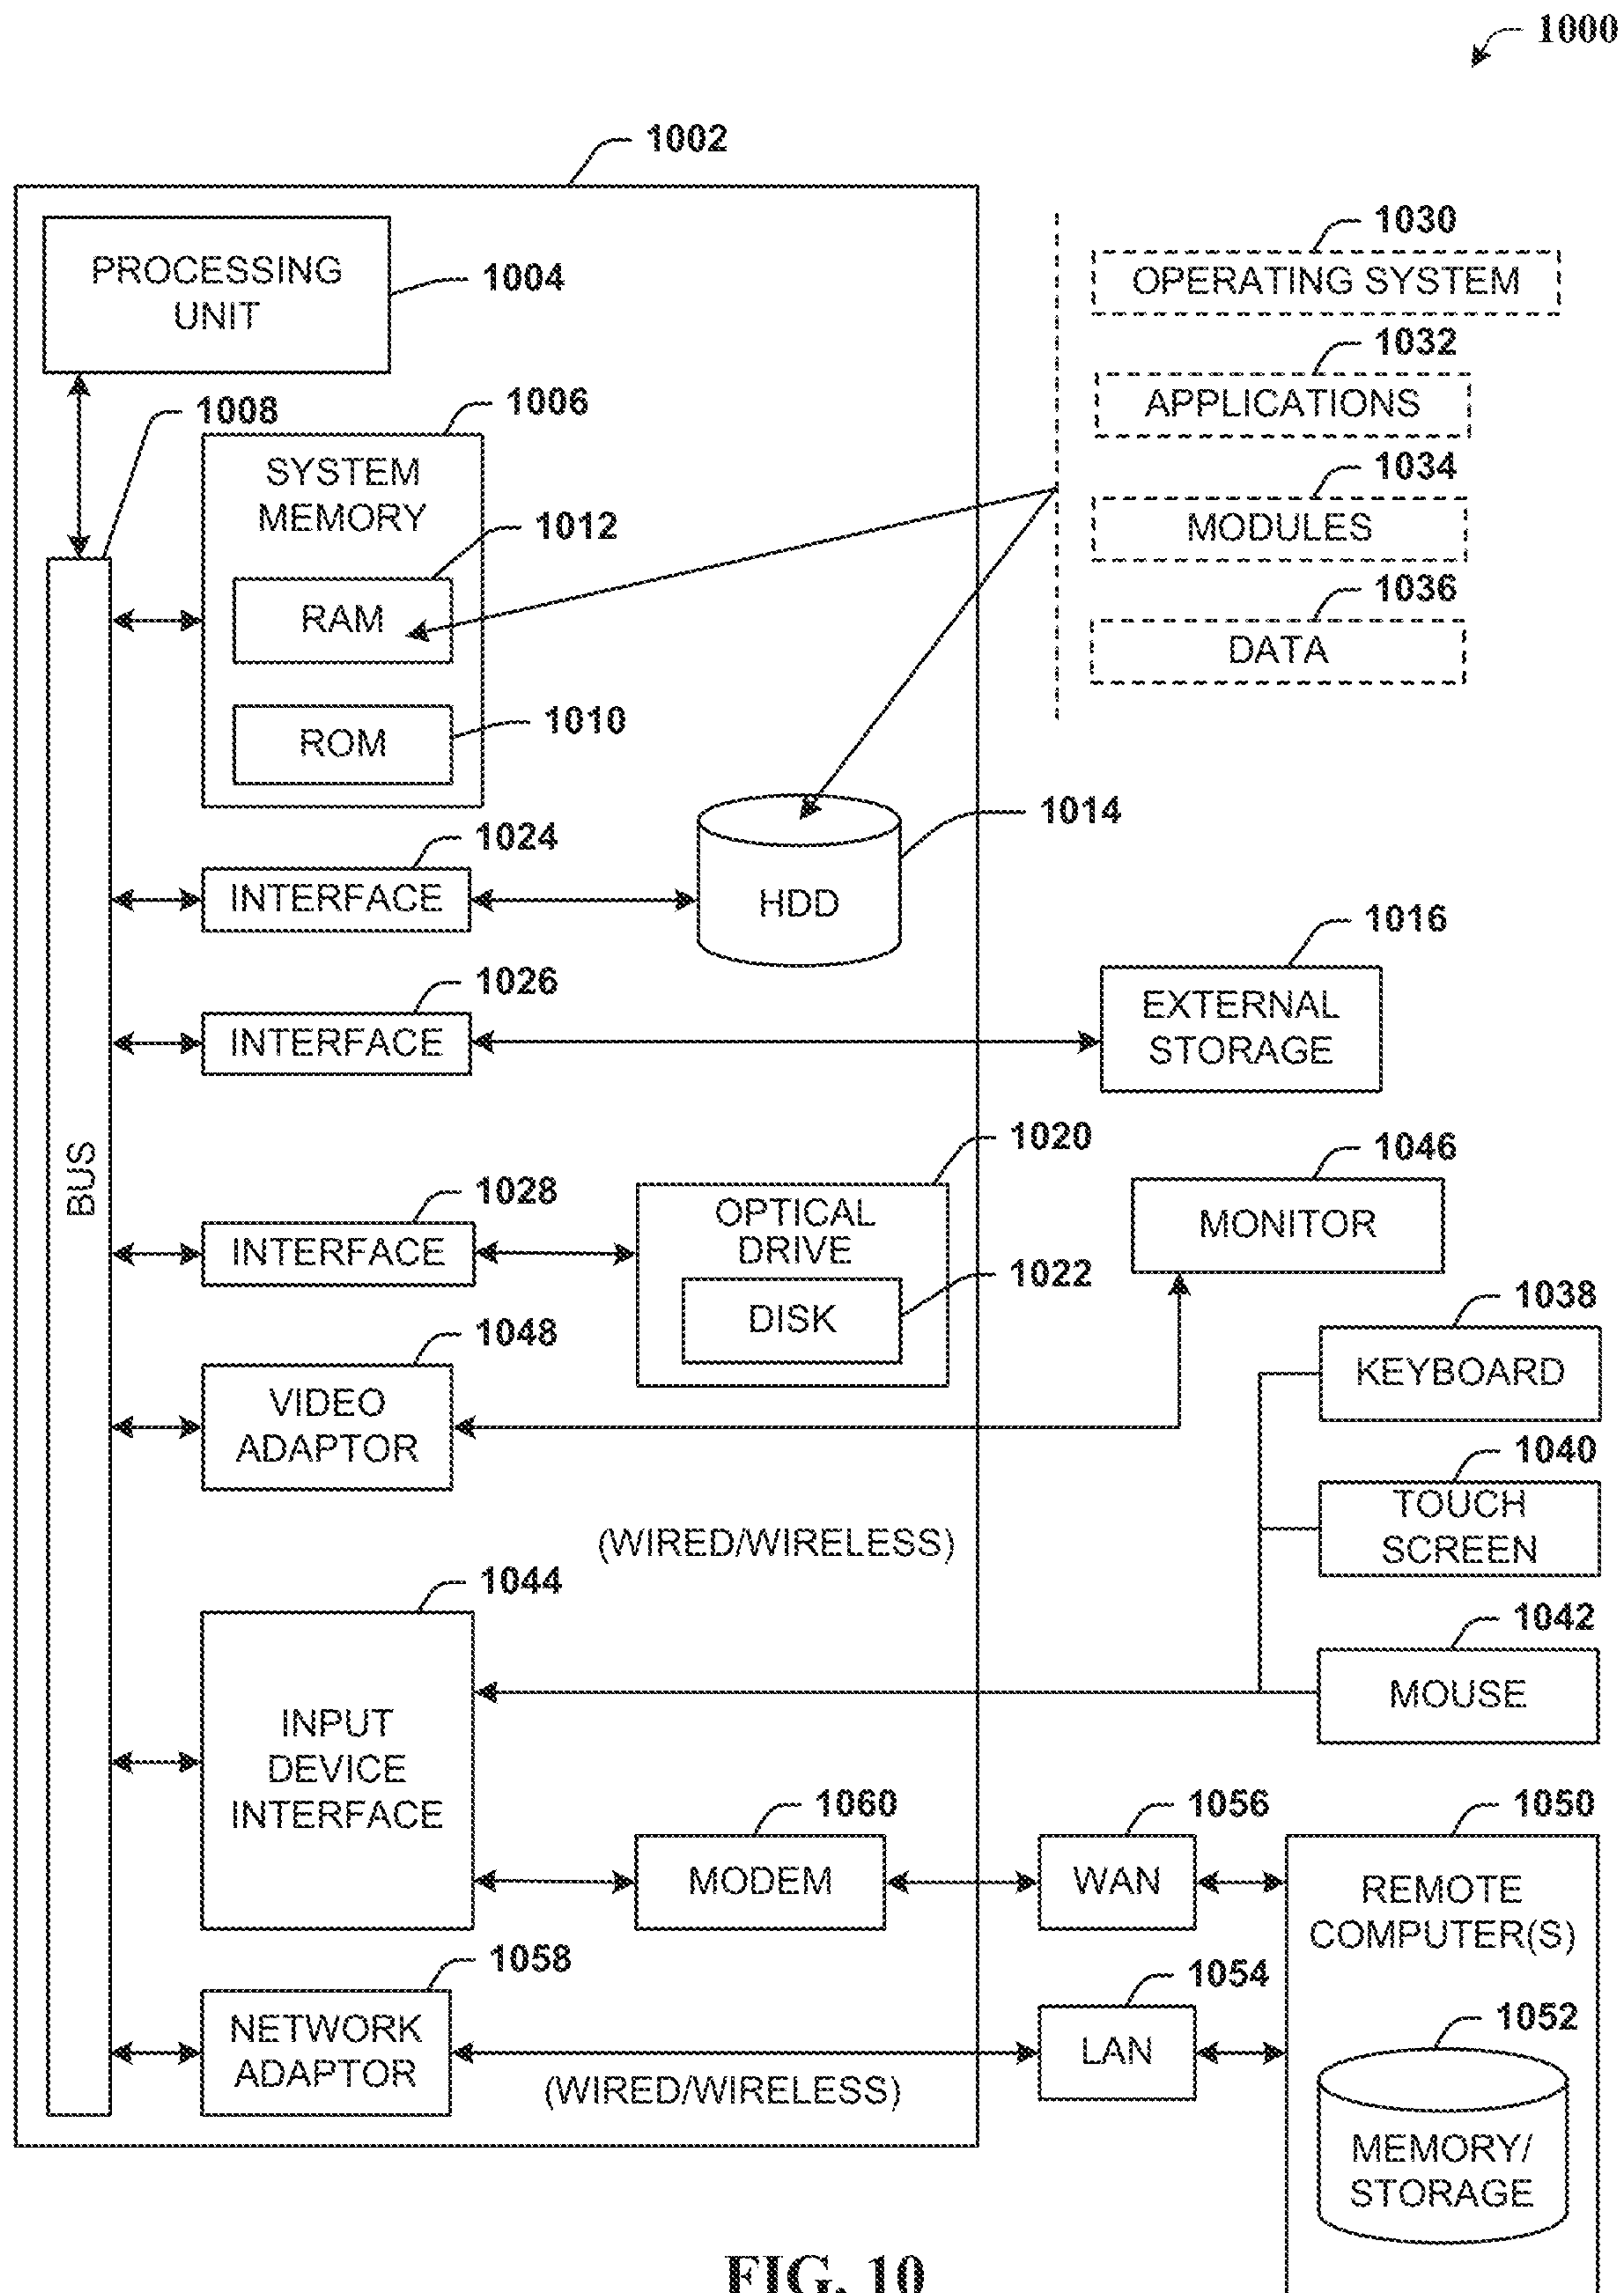 1000
1002
PROCESSING
UNIT
1004
1030
OPERATING SYSTEM
1032
APPLICATIONS
1034
MODULES
1036
DATA
1008
1006
SYSTEM
MEMORY
1012
RAM
1010
ROM
1024
INTERFACE
1014
HDD
1026
INTERFACE
1016
EXTERNAL
STORAGE
BUS
1028
INTERFACE
1020
OPTICAL
DRIVE
1022
DISK
1046
MONITOR
1048
VIDEO
ADAPTOR
1038
KEYBOARD
1040
TOUCH
SCREEN
(WIRED/WIRELESS)
1042
MOUSE
1044
INPUT
DEVICE
INTERFACE
1060
MODEM
1056
WAN
1050
REMOTE
COMPUTER(S)
1058
NETWORK
ADAPTOR
(WIRED/WIRELESS)
1054
LAN
1052
MEMORY/
STORAGE
FIG. 10